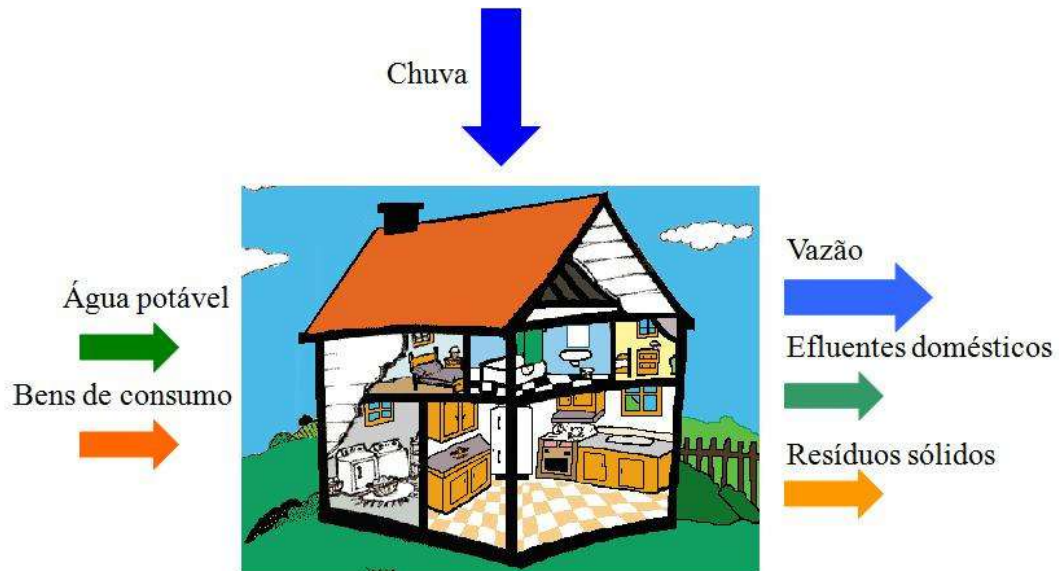 Chuva
Água potável
Bens de consumo
Vazão
Efluentes domésticos
Resíduos sólidos